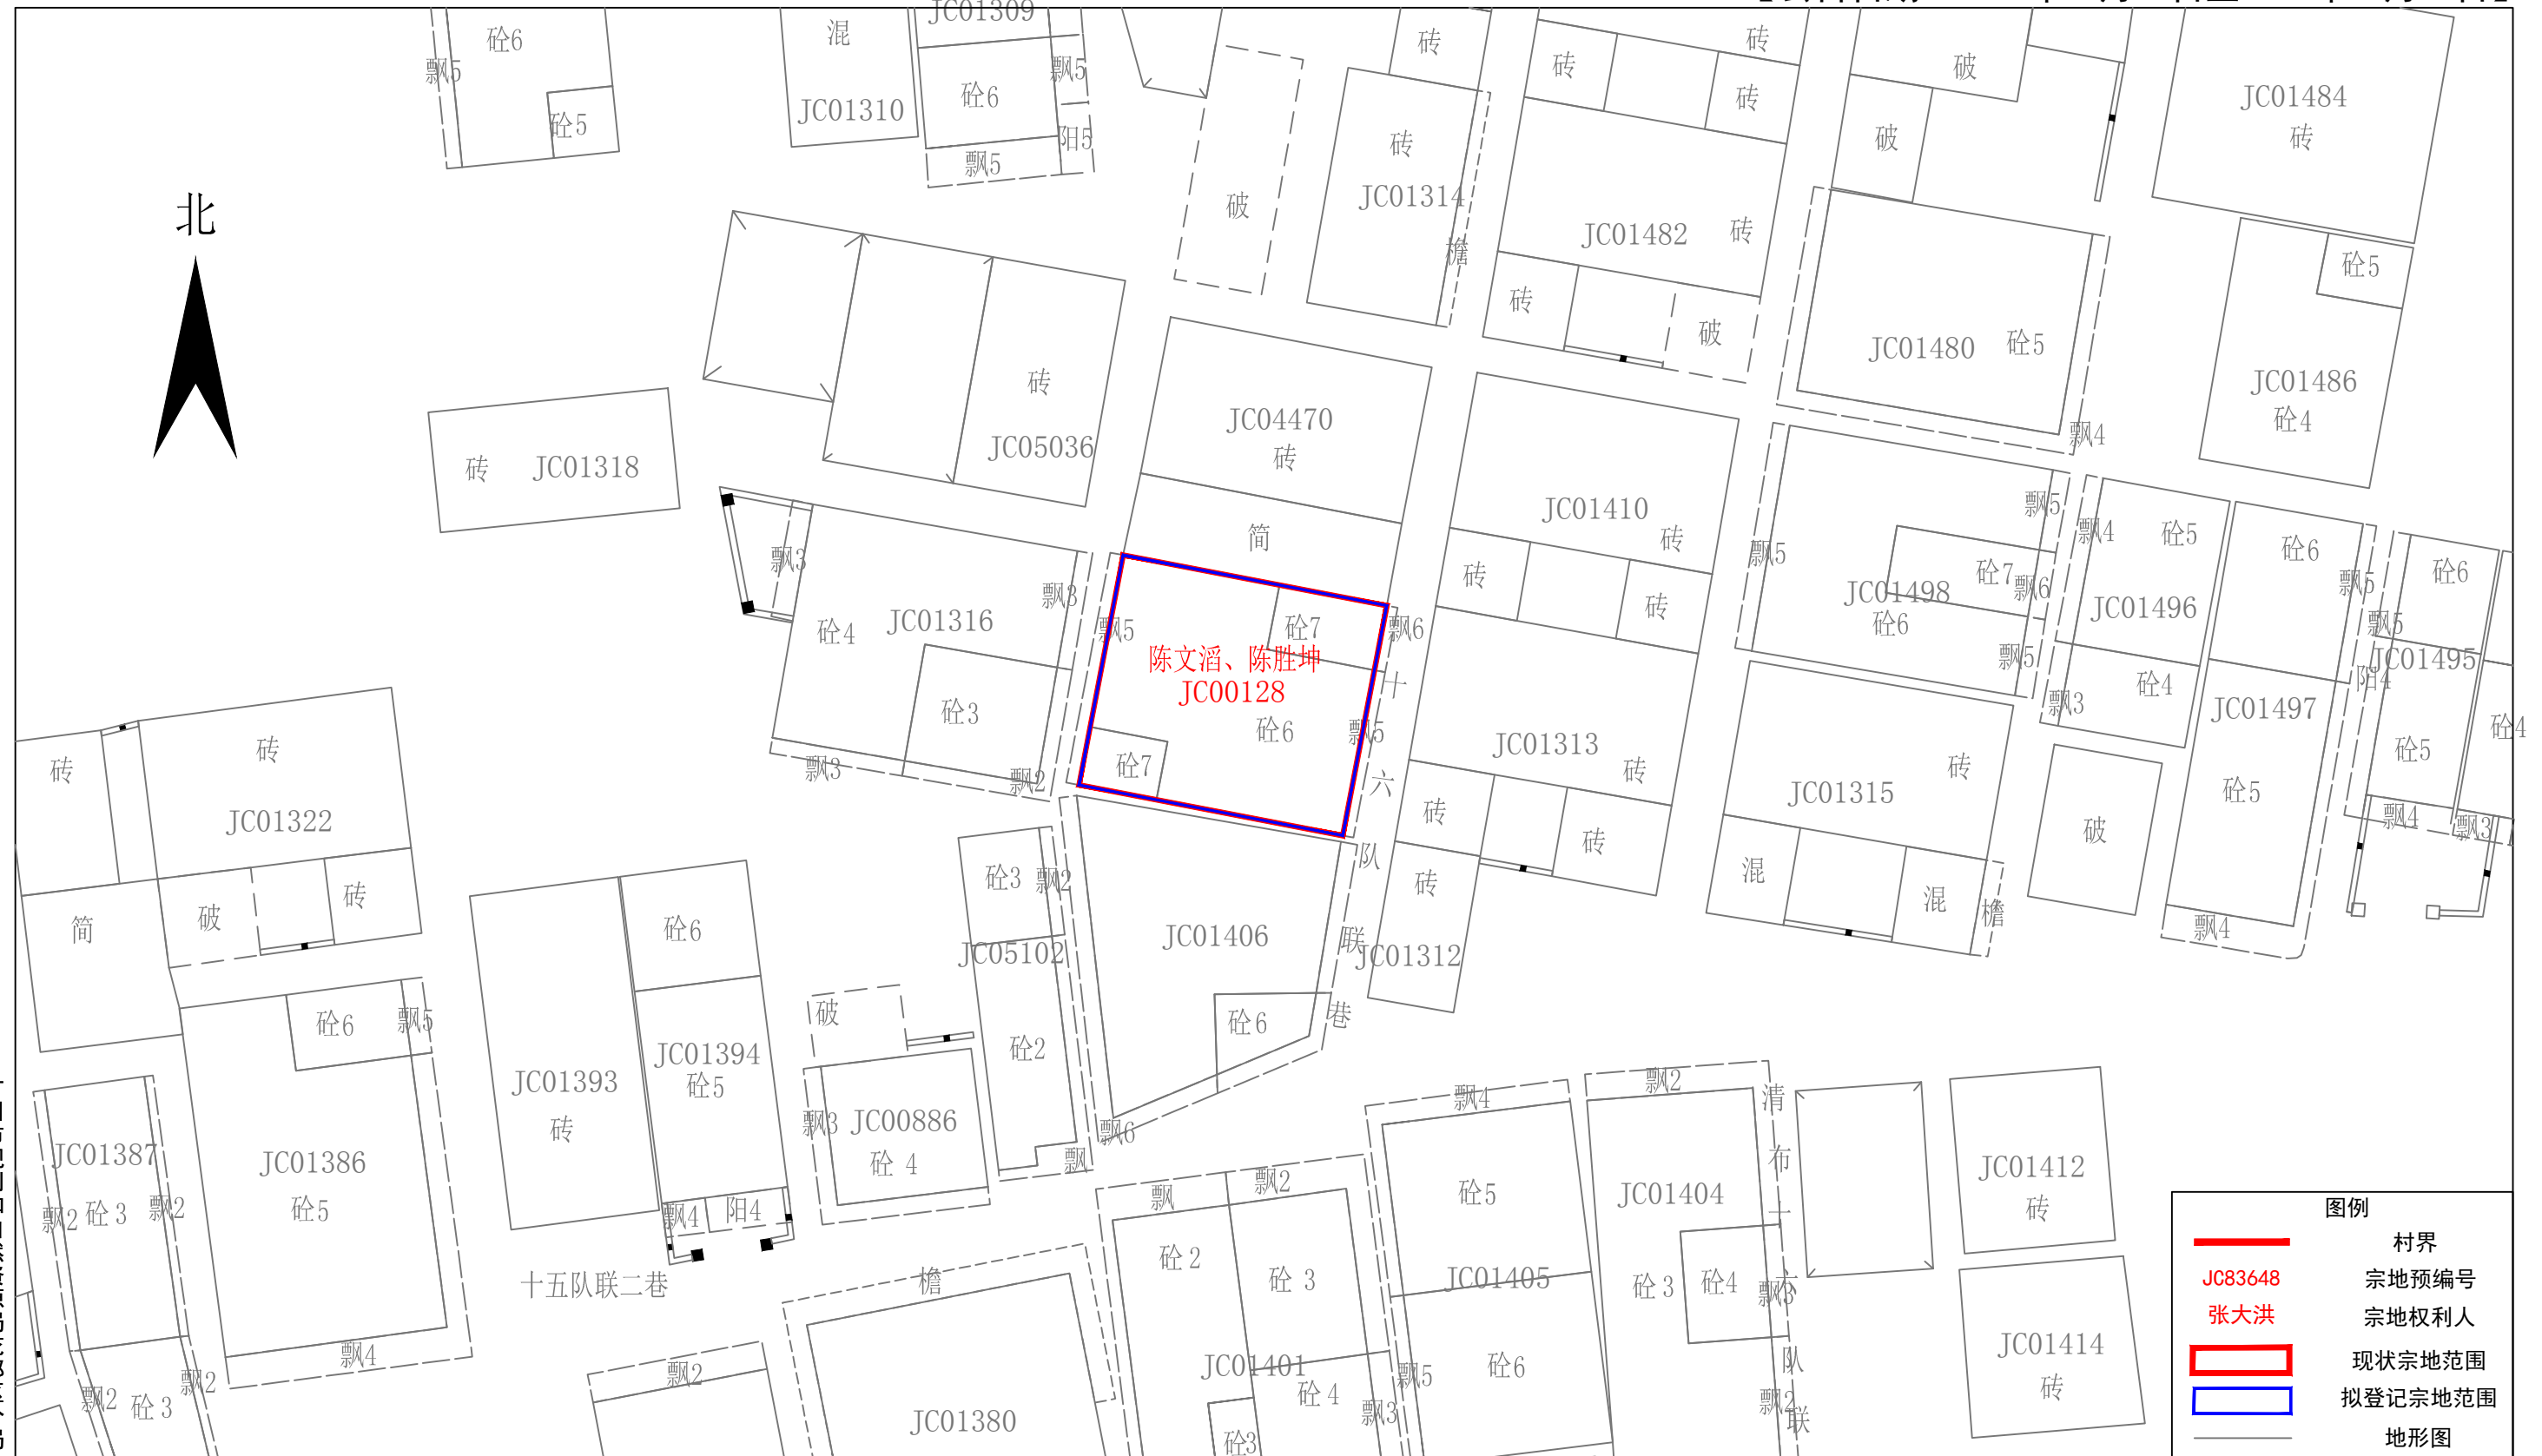 砼6
飘5
砼5
混
JC01310
JC01309
砼6
飘5
阳5
飘5
破
砖
砖
JC01314
檐
砖
砖
砖
JC01482
砖
砖
破
破
破
JC01480
砼5
飘4
JC01484
砖
砼5
JC01486
砼4
北
砖
JC01318
砖
JC05036
JC04470
砖
简
JC01410
砖
砖
砖
飘3
砼4
JC01316
飘3
砼3
飘3
飘2
飘5
砼7
飘6
陈文滔、陈胜坤
JC00128
砼6
飘5
砼7
十
六
队
联
巷
JC01313
砖
砖
砖
砖
JC01312
飘5
飘5
砼7
JC01498
飘6
砼6
飘5
飘4
砼5
JC01496
砼4
飘3
砼6
飘5
JC01497
砼5
飘4
砼6
飘5
JC01495
阳4
砼5
砼4
飘4
飘3
JC01315
砖
混
混
檐
破
砖
砖
JC01322
破
砖
简
砼6
飘5
JC01387
砼3
飘2
飘2
JC01386
砼5
飘4
飘2
飘2
砼3
JC01393
砖
砼6
JC01394
砼5
飘4
阳4
十五队联二巷
砼3
飘2
JC05102
砼2
破
飘3
JC00886
砼4
飘
JC01406
砼6
飘6
檐
飘2
JC01380
飘
飘2
砼2
砼3
JC01401
砼4
砼3
飘3
飘4
砼5
JC01405
砼6
飘5
飘2
JC01404
砼3
砼4
飘3
飘2
清
布
十
六
队
联
JC01412
砖
JC01414
砖
图例
村界
JC83648
宗地预编号
张大洪
宗地权利人
现状宗地范围
拟登记宗地范围
地形图